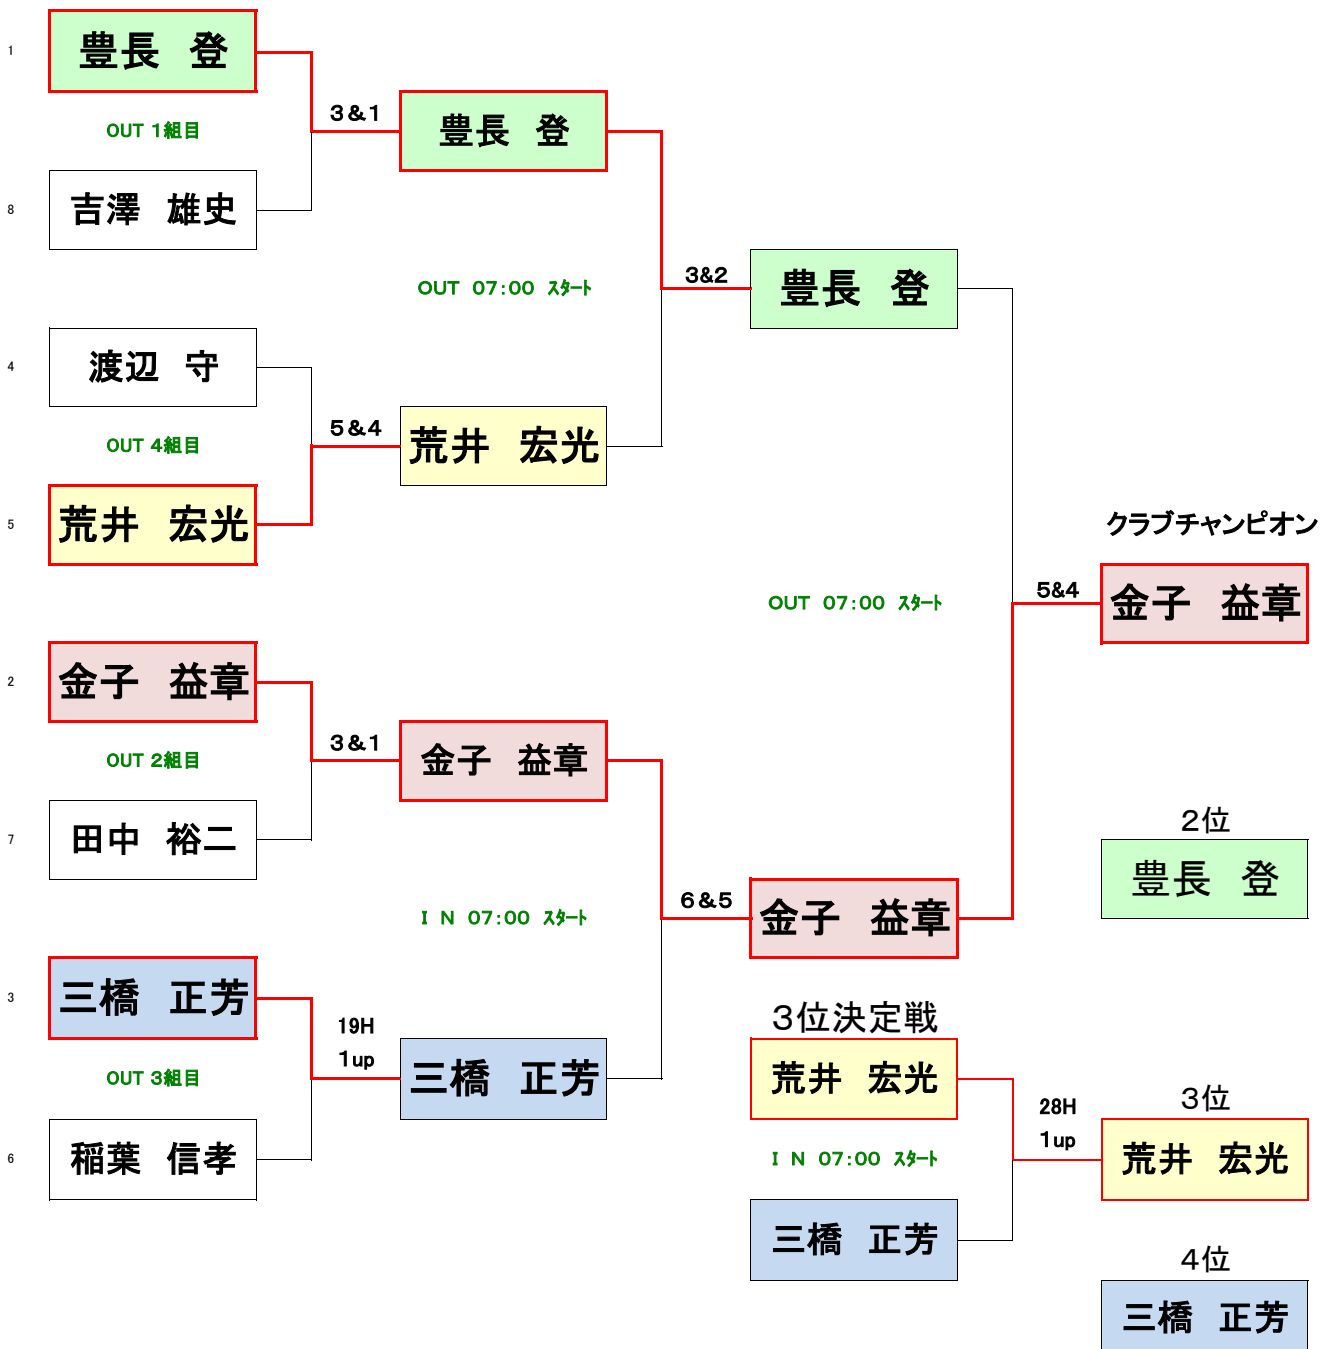 1
豊長　登
OUT 1組目
3&1
豊長　登
8
吉澤　雄史
OUT 07:00 ｽﾀｰﾄ
3&2
豊長　登
4
渡辺　守
OUT 4組目
5&4
荒井　宏光
5
荒井　宏光
クラブチャンピオン
OUT 07:00 ｽﾀｰﾄ
5&4
金子　益章
2
金子　益章
OUT 2組目
3&1
金子　益章
7
田中　裕二
2位
豊長　登
I N 07:00 ｽﾀｰﾄ
6&5
金子　益章
3
三橋　正芳
OUT 3組目
19H
1up
三橋　正芳
6
稲葉　信孝
3位決定戦
荒井　宏光
I N 07:00 ｽﾀｰﾄ
三橋　正芳
28H
1up
3位
荒井　宏光
4位
三橋　正芳